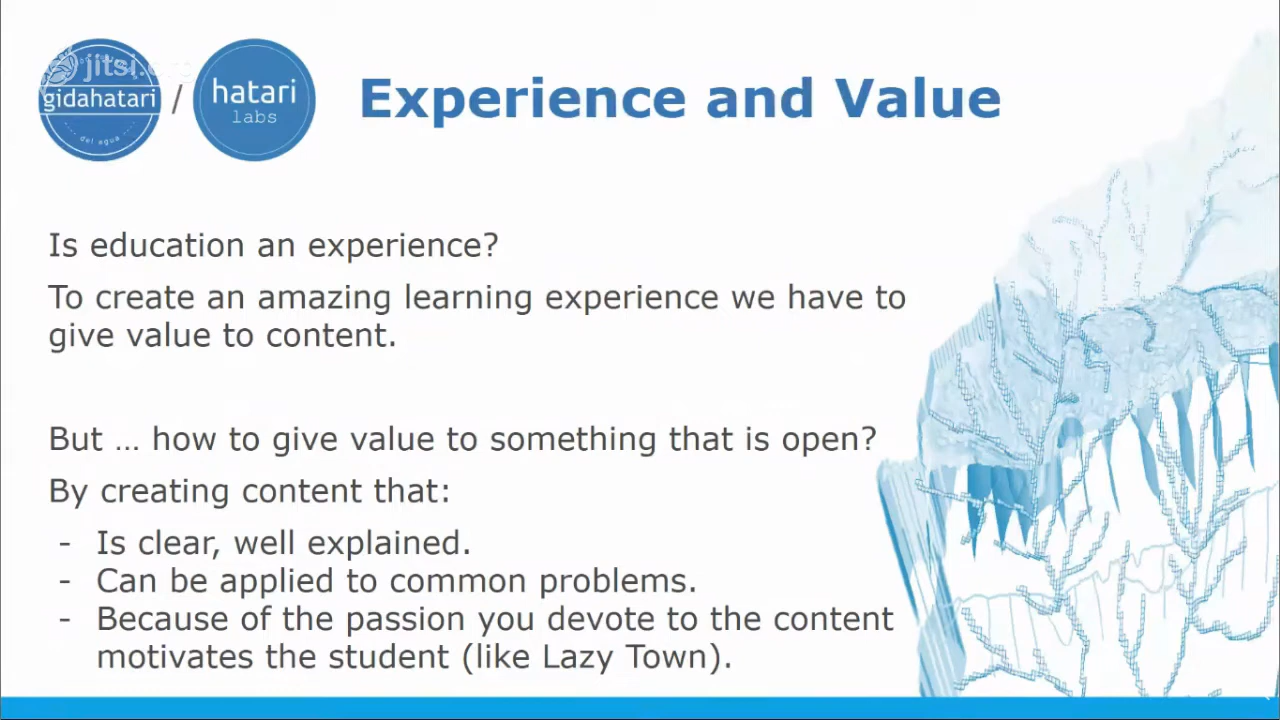 jitsi.org
gidahatari
del agua
/
hatari
labs
Experience and Value
Is education an experience?
To create an amazing learning experience we have to
give value to content.
But … how to give value to something that is open?
By creating content that:
- Is clear, well explained.
- Can be applied to common problems.
- Because of the passion you devote to the content
motivates the student (like Lazy Town).